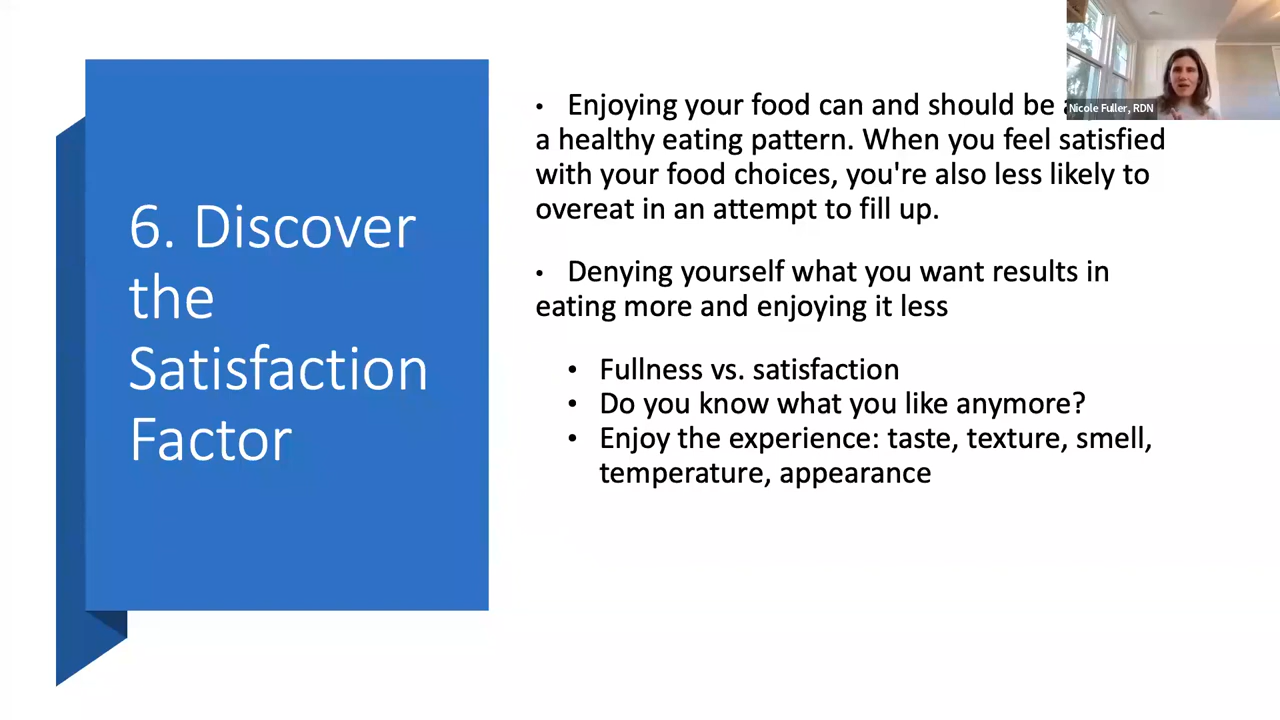 6. Discover
the
Satisfaction
Factor
• Enjoying your food can and should be
a healthy eating pattern. When you feel satisfied
with your food choices, you're also less likely to
overeat in an attempt to fill up.
• Denying yourself what you want results in
eating more and enjoying it less
• Fullness vs. satisfaction
• Do you know what you like anymore?
• Enjoy the experience: taste, texture, smell,
temperature, appearance
Nicole Fuller, RDN